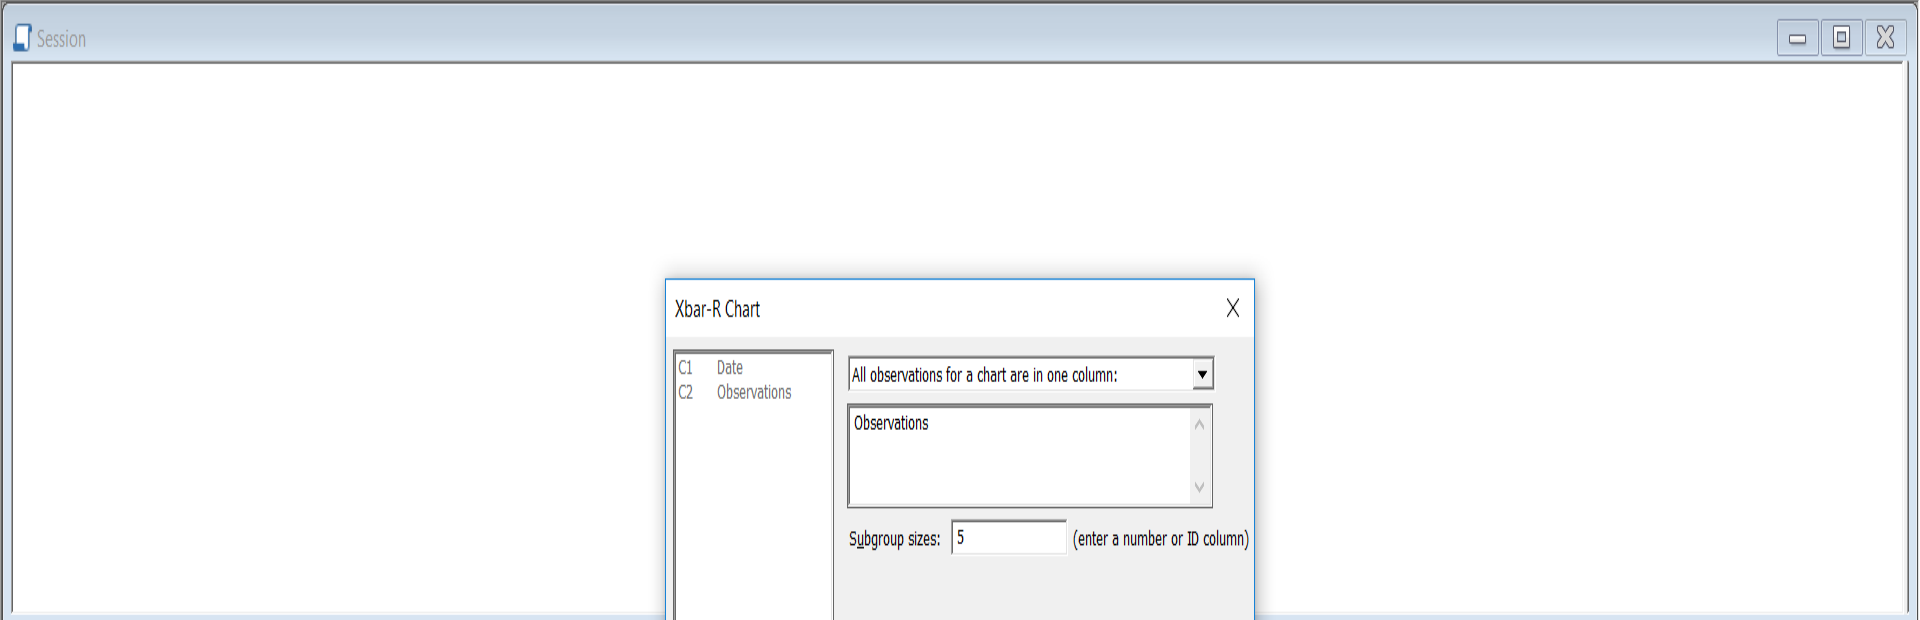 Session
Xbar-R Chart
C1 Date
C2 Observations
All observations for a chart are in one column:
Observations
Subgroup sizes: 5 (enter a number or ID column)